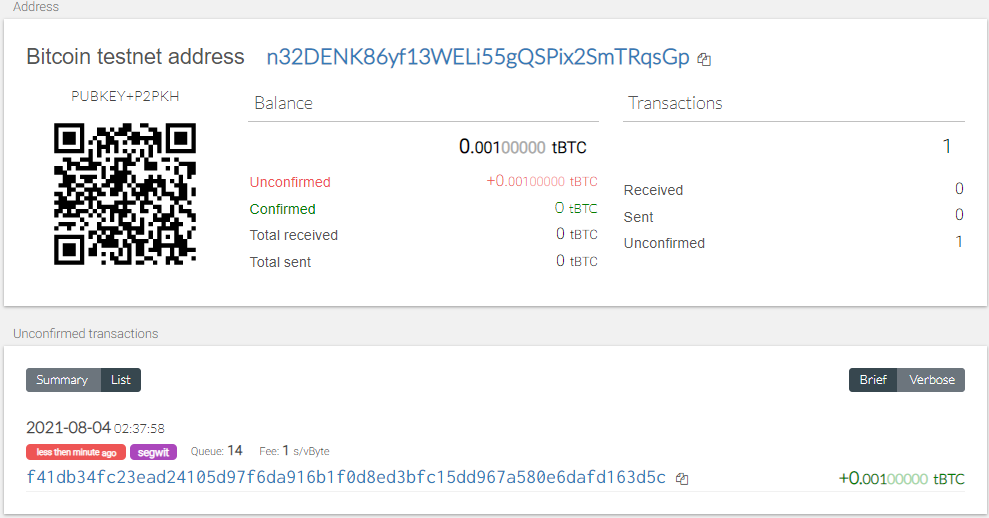 Address
Bitcoin testnet address n32DENK86yf13WELi55gQSPix2SmTRqsGp
PUBKEY+P2PKH
Balance
0.00100000 tBTC
Unconfirmed +0.00100000 tBTC
Confirmed 0 tBTC
Total received 0 tBTC
Total sent 0 tBTC
Transactions
1
Received 0
Sent 0
Unconfirmed 1
Unconfirmed transactions
Summary List Brief Verbose
2021-08-04 02:37:58
less then minute ago segwit Queue: 14 Fee: 1 s/vByte
f41db34fc23ead24105d97f6da916b1f0d8ed3bfc15dd967a580e6dafd163d5c +0.00100000 tBTC